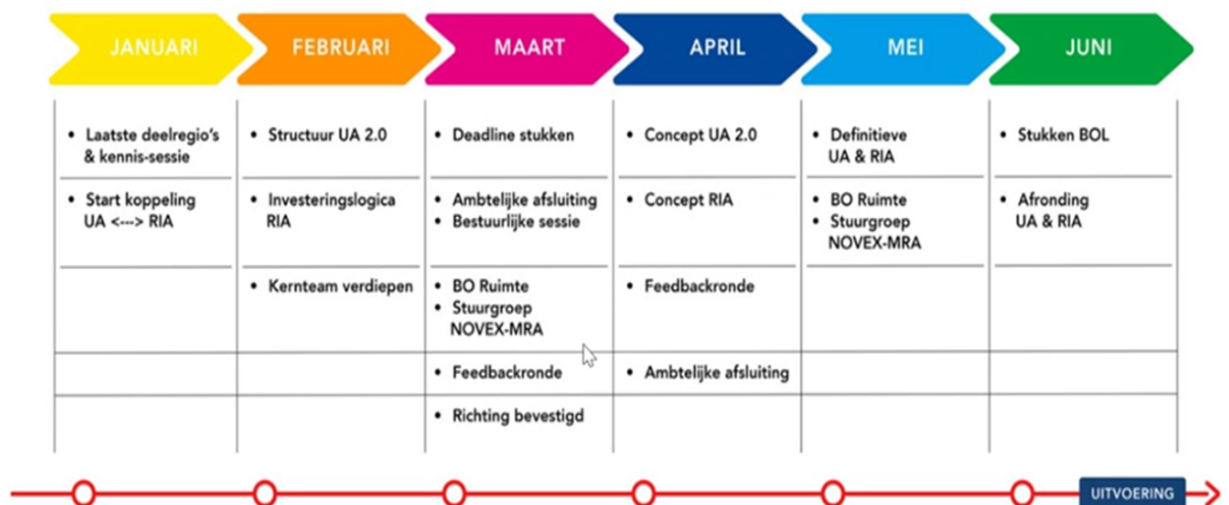 JANUARI
FEBRUARI
MAART
APRIL
MEI
JUNI
• Laatste deelregio's
& kennis-sessie
• Structuur UA 2.0
• Deadline stukken
• Concept UA 2.0
• Definitieve
UA & RIA
• Stukken BOL
• Start koppeling
UA <---> RIA
• Investeringslogica
RIA
• Ambtelijke afsluiting
• Bestuurlijke sessie
• Concept RIA
• BO Ruimte
• Stuurgroep
NOVEX-MRA
• Afronding
UA & RIA
• Kernteam verdiepen
• BO Ruimte
• Stuurgroep
NOVEX-MRA
• Feedbackronde
• Feedbackronde
• Ambtelijke afsluiting
• Richting bevestigd
UITVOERING